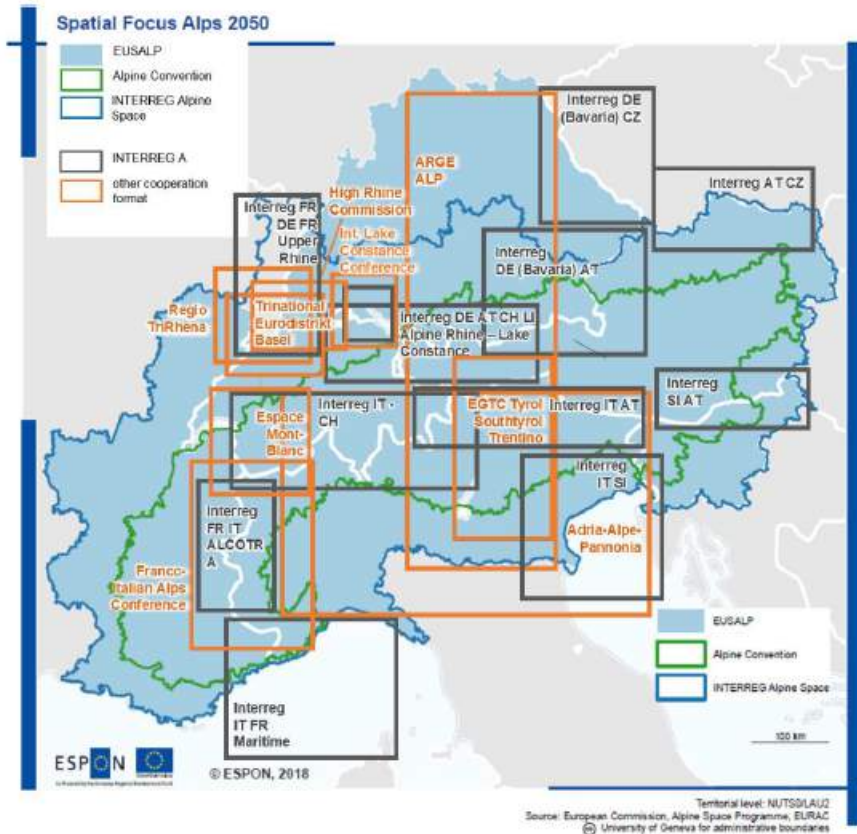 Spatial Focus Alps 2050
EUSALP
Alpine Convention
INTERREG Alpine
Space
INTERREG A
other cooperation
format
Interreg DE
(Bavaria) CZ
ARGE
ALP
Interreg AT CZ
High Rhine
Commission
Interreg FR
DE FR
Upper
Rhine
Int. Lake
Constance
Conference
Interreg
DE (Bavaria) AT
Regio
TriRhena
Trinational
Eurodistrikt
Basel
Interreg DE AT CH LI
Alpine Rhine – Lake
Constance
Interreg
SI AT
Interreg IT -
CH
EGTC Tyrol
Southtyrol
Trentino
Interreg IT AT
Espace
Mont-
Blanc
Interreg
IT SI
Interreg
FR IT
ALCOTR
A
Adria-Alpe-
Pannonia
Franco-
Italian Alps
Conference
EUSALP
Alpine Convention
INTERREG Alpine Space
Interreg
IT FR
Maritime
100 km
ESPON
© ESPON, 2018
Territorial level: NUTS0/LAU2
Source: European Commission, Alpine Space Programme, EURAC
cc University of Geneva for administrative boundaries